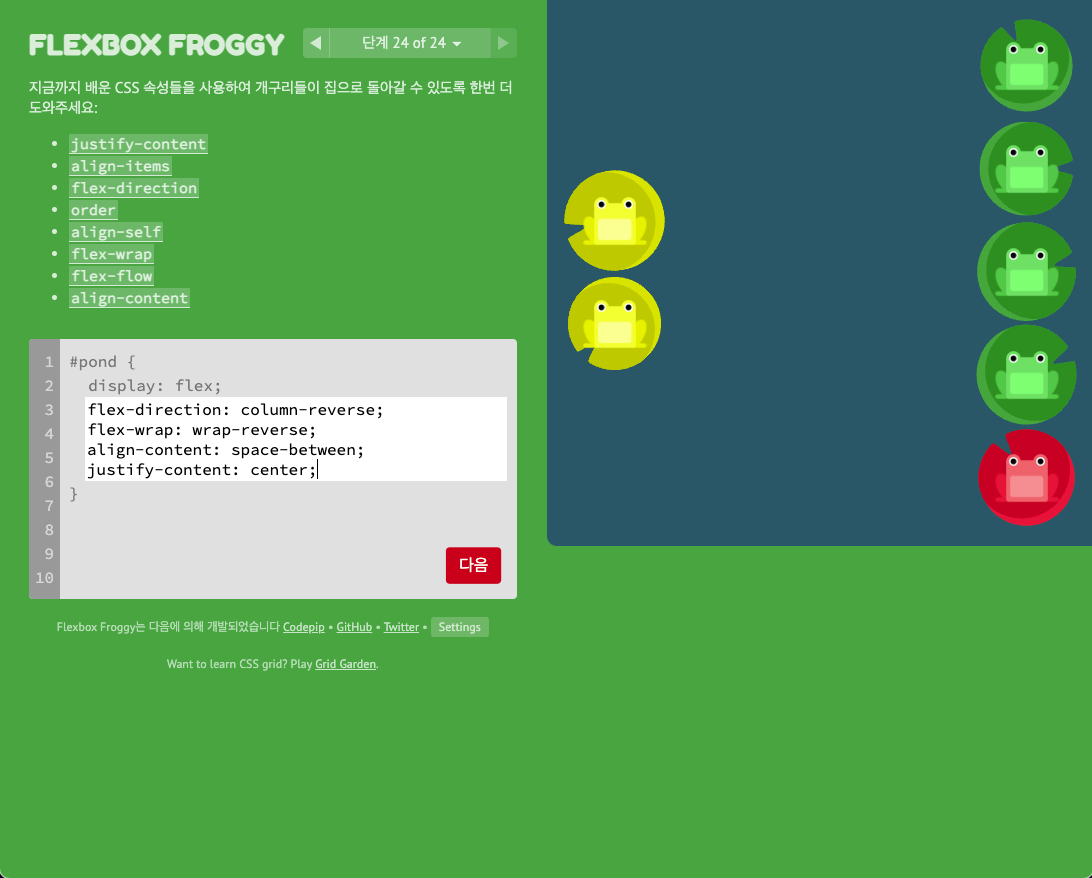 FLEXBOX FROGGY
단계 24 of 24
지금까지 배운 CSS 속성들을 사용하여 개구리들이 집으로 돌아갈 수 있도록 한번 더
도와주세요:
justify-content
align-items
flex-direction
order
align-self
flex-wrap
flex-flow
align-content
1 #pond {
2 display: flex;
3 flex-direction: column-reverse;
4 flex-wrap: wrap-reverse;
5 align-content: space-between;
6 justify-content: center;
7 }
8
9
10
다음
Flexbox Froggy는 다음에 의해 개발되었습니다 Codepip • GitHub • Twitter • Settings
Want to learn CSS grid? Play Grid Garden.